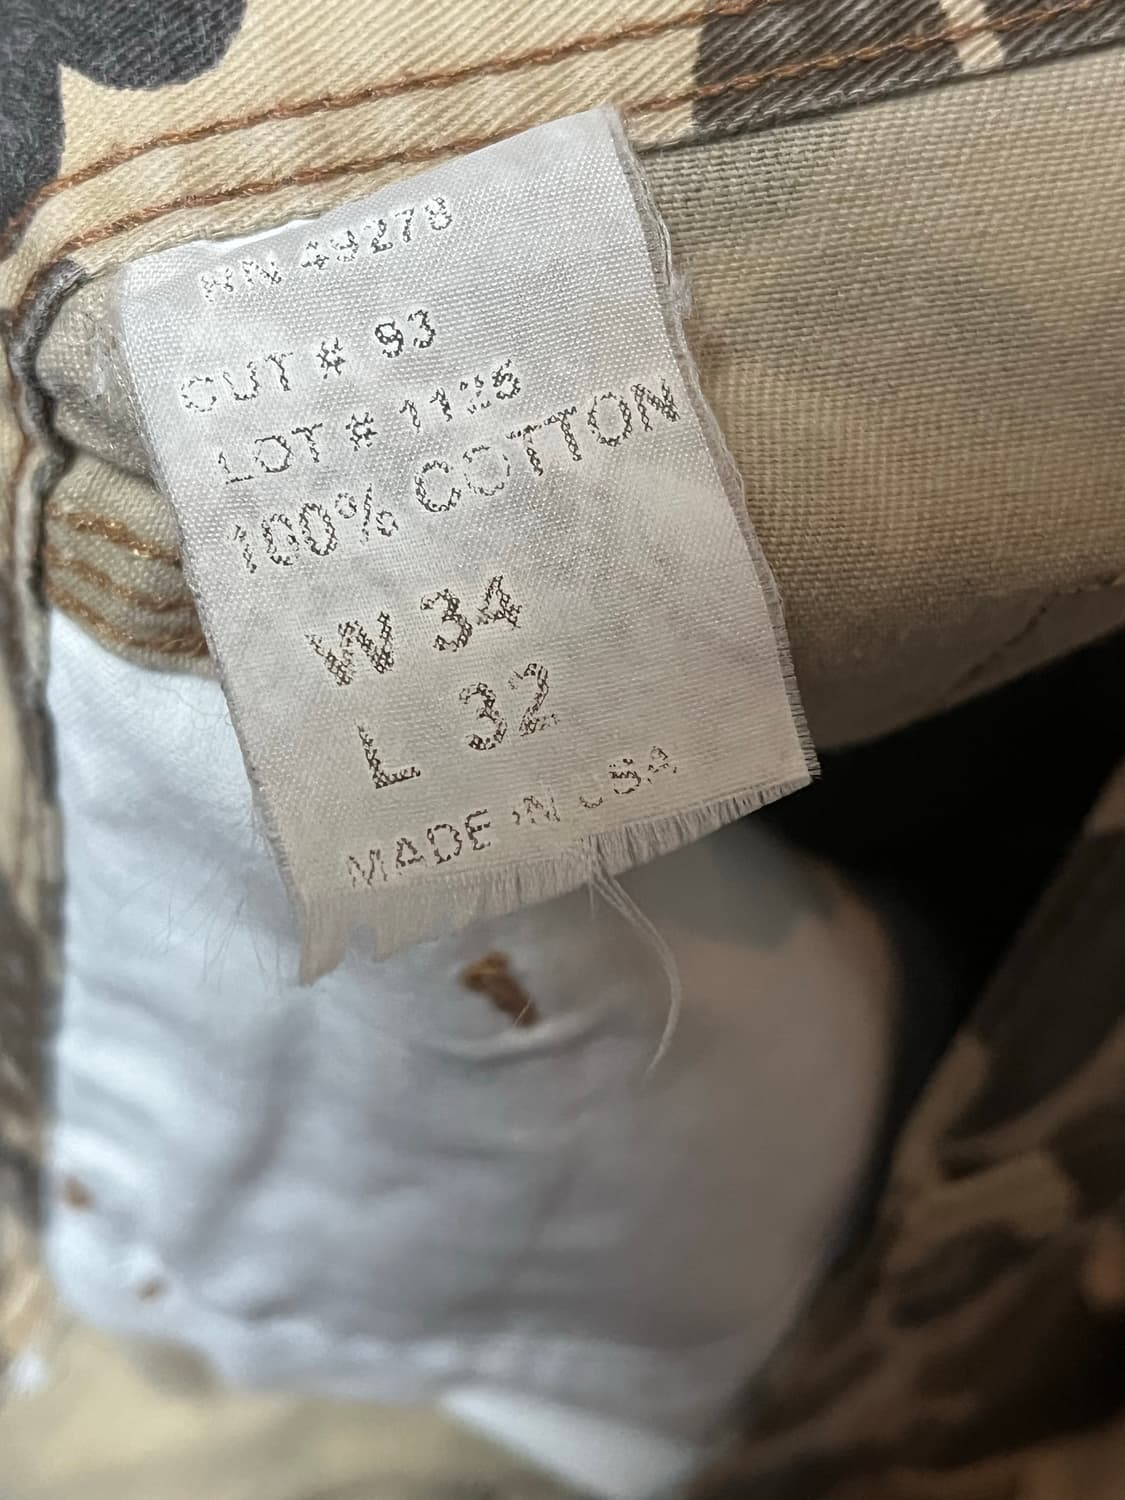 RN 49278
CUT # 93
LOT # 1125
100% COTTON
W 34
L 32
MADE IN USA